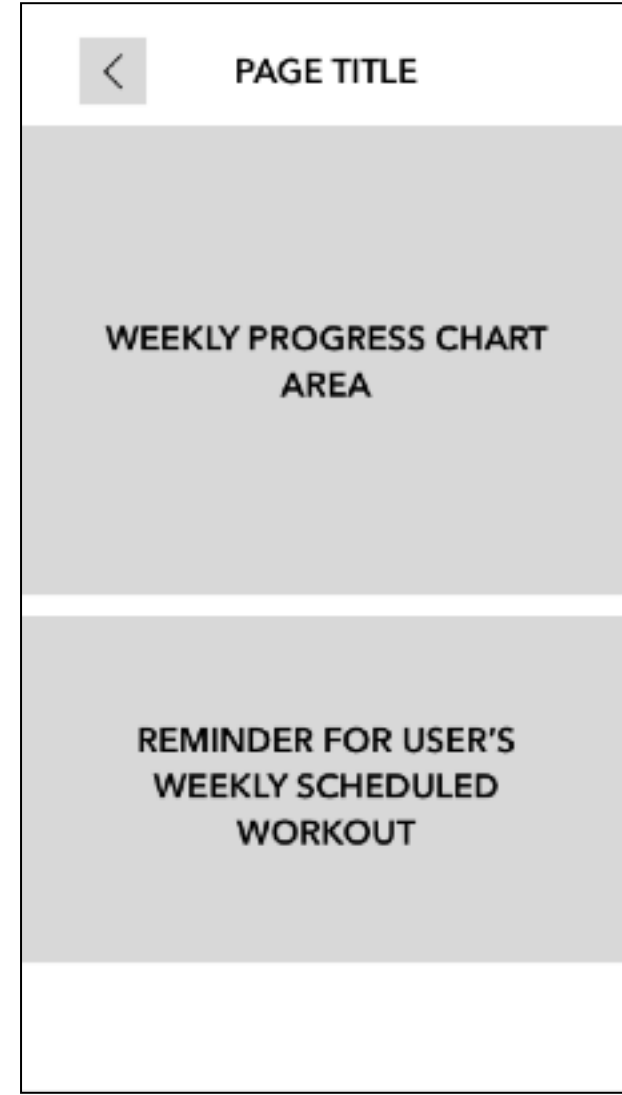 PAGE TITLE
WEEKLY PROGRESS CHART
AREA
REMINDER FOR USER’S
WEEKLY SCHEDULED
WORKOUT